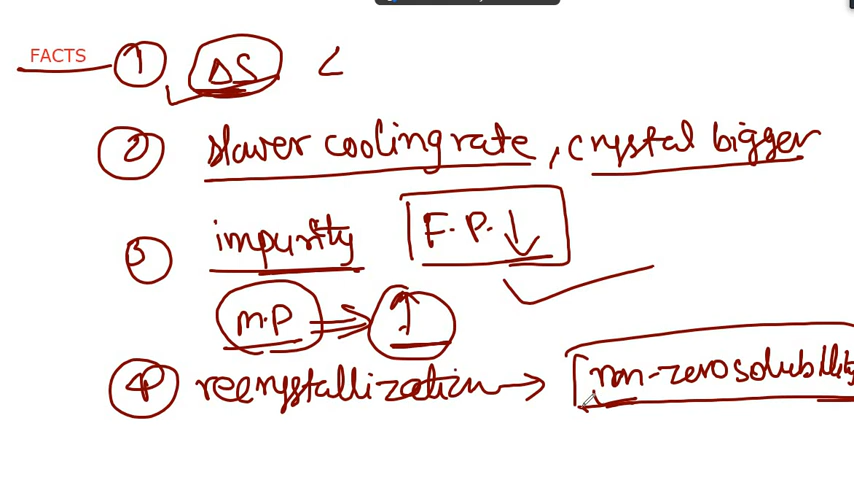 FACTS ① ΔS <
② slower cooling rate, crystal bigger
③ impurity F.P. ↓
m.p ⇒ ↑
④ recrystallization → non-zero solubility